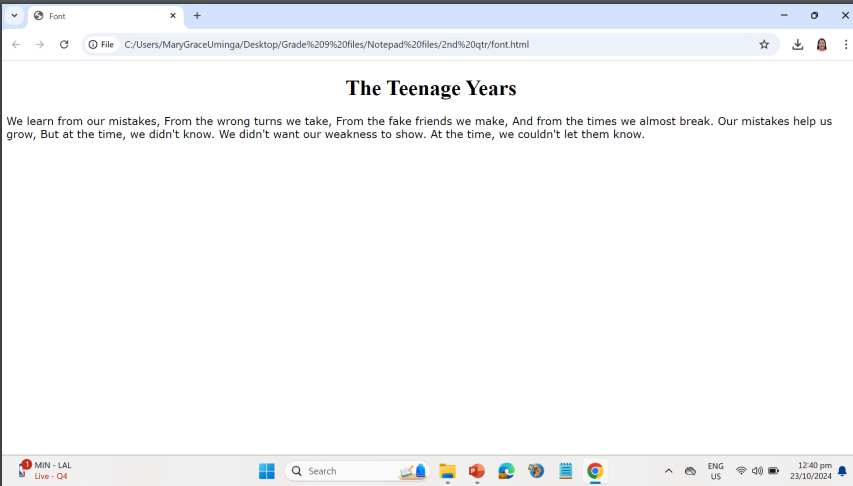 Font
File
C:/Users/MaryGraceUminga/Desktop/Grade%209%20files/Notepad%20files/2nd%20qtr/font.html
The Teenage Years
We learn from our mistakes, From the wrong turns we take, From the fake friends we make, And from the times we almost break. Our mistakes help us
grow, But at the time, we didn't know. We didn't want our weakness to show. At the time, we couldn't let them know.
1
MIN - LAL
Live - Q4
Search
ENG
US
12:40 pm
23/10/2024